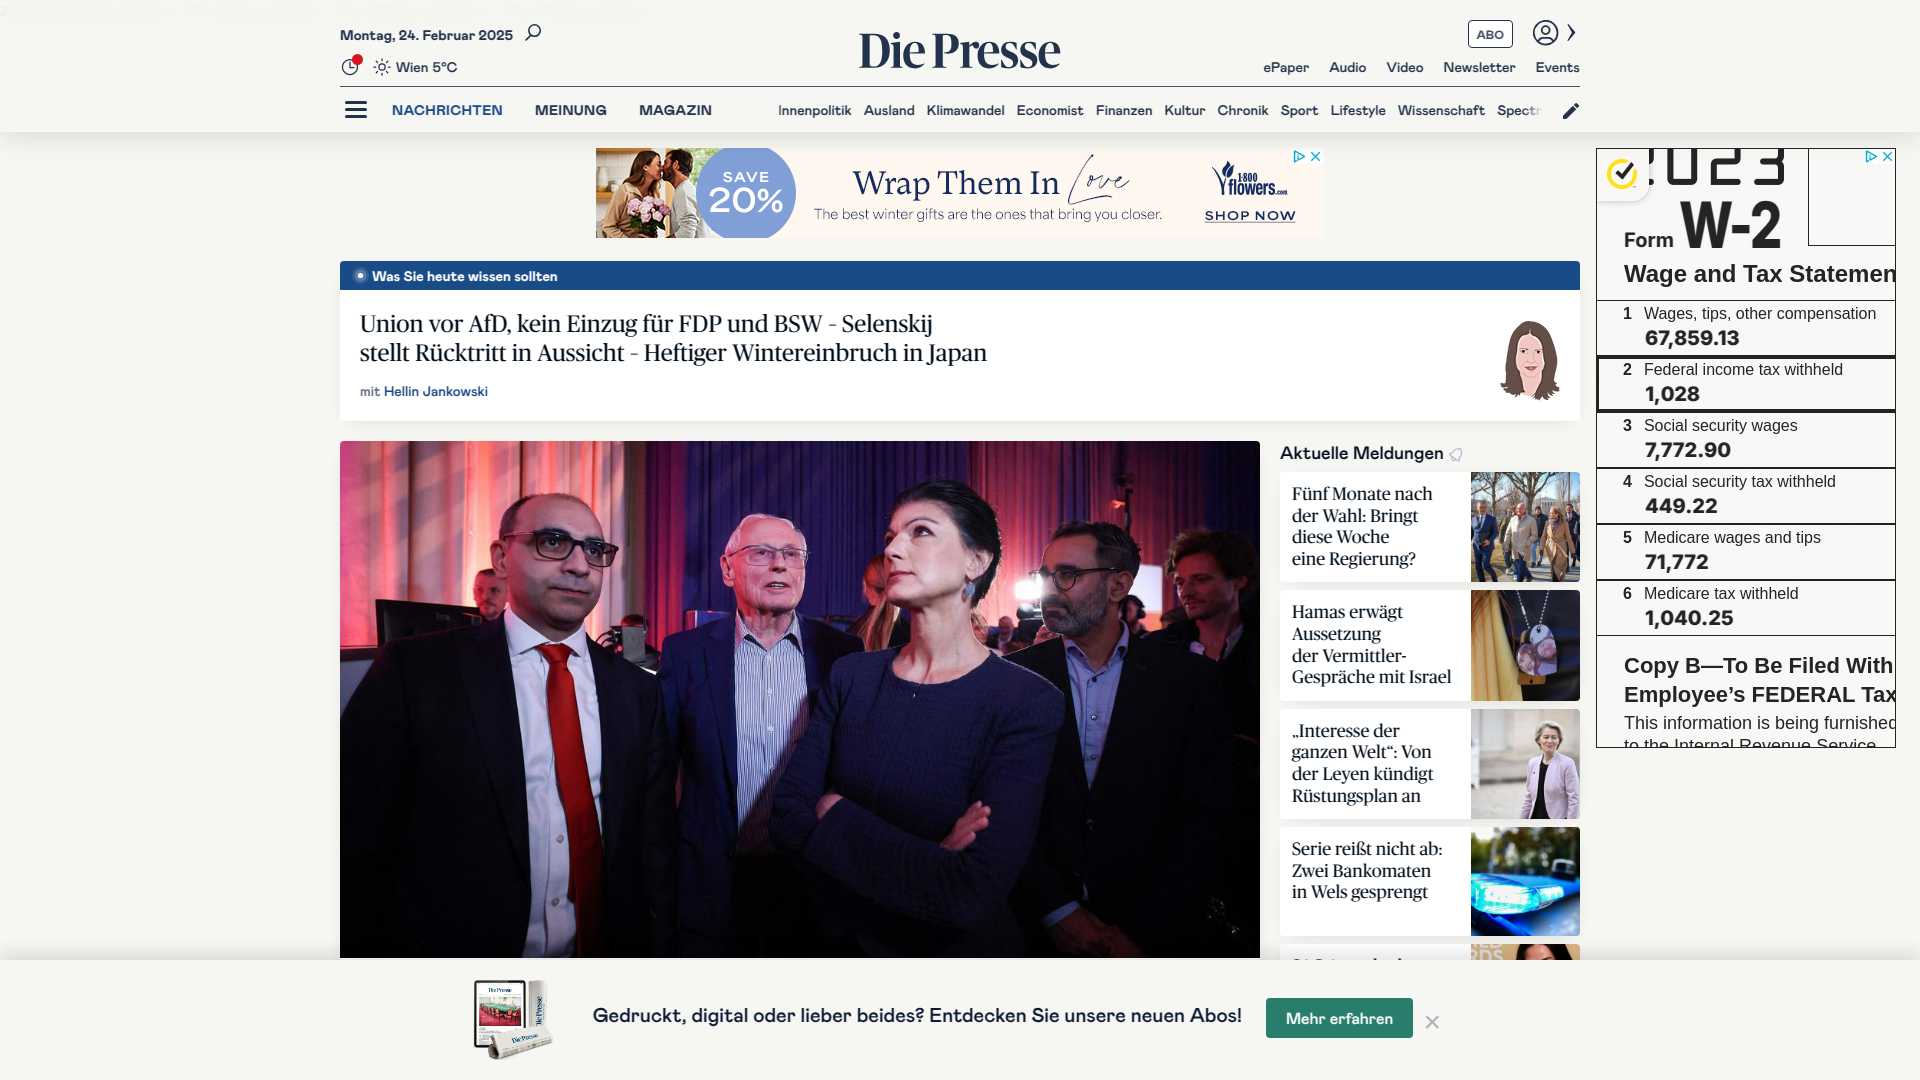 Montag, 24. Februar 2025
Wien 5°C
Die Presse
ABO
ePaper Audio Video Newsletter Events
NACHRICHTEN MEINUNG MAGAZIN
Innenpolitik Ausland Klimawandel Economist Finanzen Kultur Chronik Sport Lifestyle Wissenschaft Spectr
SAVE
20%
Wrap Them In Love
The best winter gifts are the ones that bring you closer.
1-800
flowers.com
SHOP NOW
2023
Form W-2
Wage and Tax Statemen
1 Wages, tips, other compensation
67,859.13
2 Federal income tax withheld
1,028
3 Social security wages
7,772.90
4 Social security tax withheld
449.22
5 Medicare wages and tips
71,772
6 Medicare tax withheld
1,040.25
Copy B—To Be Filed With
Employee’s FEDERAL Tax
This information is being furnished
to the Internal Revenue Service
Was Sie heute wissen sollten
Union vor AfD, kein Einzug für FDP und BSW – Selenskij
stellt Rücktritt in Aussicht – Heftiger Wintereinbruch in Japan
mit Hellin Jankowski
Aktuelle Meldungen
Fünf Monate nach
der Wahl: Bringt
diese Woche
eine Regierung?
Hamas erwägt
Aussetzung
der Vermittler-
Gespräche mit Israel
„Interesse der
ganzen Welt“: Von
der Leyen kündigt
Rüstungsplan an
Serie reißt nicht ab:
Zwei Bankomaten
in Wels gesprengt
Die Presse
Die Presse
Die Presse
Gedruckt, digital oder lieber beides? Entdecken Sie unsere neuen Abos!
Mehr erfahren